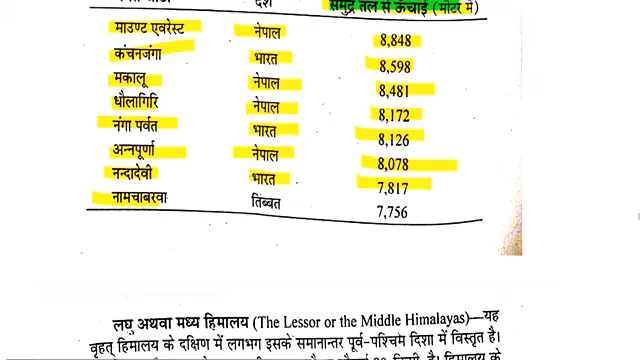 देश समुद्र तल से ऊँचाई (मीटर में)
माउण्ट एवरेस्ट नेपाल 8,848
कंचनजंगा भारत 8,598
मकालू नेपाल 8,481
धौलागिरि नेपाल 8,172
नंगा पर्वत भारत 8,126
अन्नपूर्णा नेपाल 8,078
नन्दादेवी भारत 7,817
नामचाबरवा तिब्बत 7,756
लघु अथवा मध्य हिमालय (The Lessor or the Middle Himalayas)—यह
वृहत् हिमालय के दक्षिण में लगभग इसके समानान्तर पूर्व-पश्चिम दिशा में विस्तृत है।